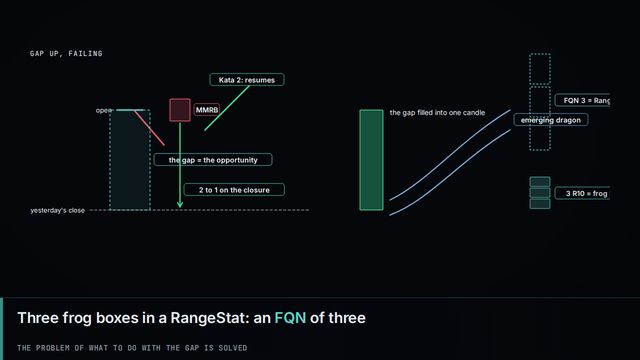 GAP UP, FAILING
Kata 2: resumes
MMRB
open
the gap = the opportunity
2 to 1 on the closure
yesterday's close
the gap filled into one candle
FQN 3 = Rang
emerging dragon
3 R10 = frog
Three frog boxes in a RangeStat: an FQN of three
THE PROBLEM OF WHAT TO DO WITH THE GAP IS SOLVED